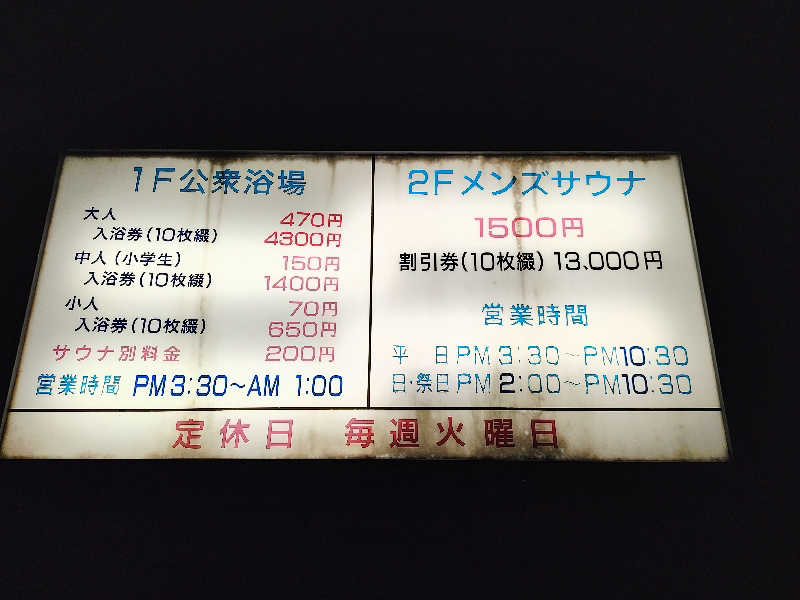 1F公衆浴場
大人 470円
入浴券(10枚綴) 4300円
中人(小学生) 150円
入浴券(10枚綴) 1400円
小人 70円
入浴券(10枚綴) 650円
サウナ別料金 200円
営業時間 PM3:30〜AM 1:00
2Fメンズサウナ
1500円
割引券(10枚綴) 13,000円
営業時間
平 日 PM 3:30〜PM10:30
日・祭日 PM 2:00〜PM10:30
定休日 毎週火曜日